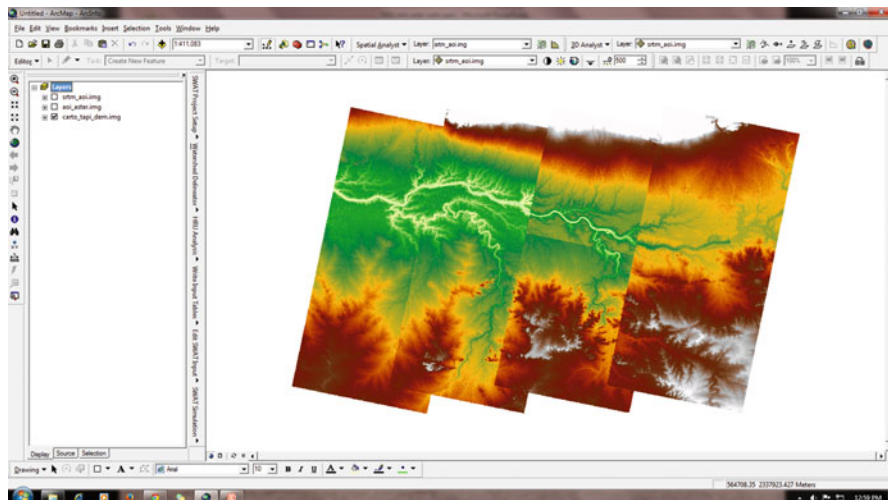 Untitled - ArcMap - ArcInfo
File Edit View Bookmarks Insert Selection Tools Window Help
1:411,083 Spatial Analyst Layer: srtm_aoi.img 3D Analyst Layer: srtm_aoi.img
Editor Task: Create New Feature Target: Layer: srtm_aoi.img 500 100%
Layers
srtm_aoi.img
aoi_aster.img
carto_tapi_dem.img
SWAT Project Setup
Watershed Delineator
HRU Analysis
Write Input Tables
Edit SWAT Input
SWAT Simulation
Display Source Selection
Drawing A Arial 10 B I U A
564708.35 2337923.427 Meters
12:59 PM